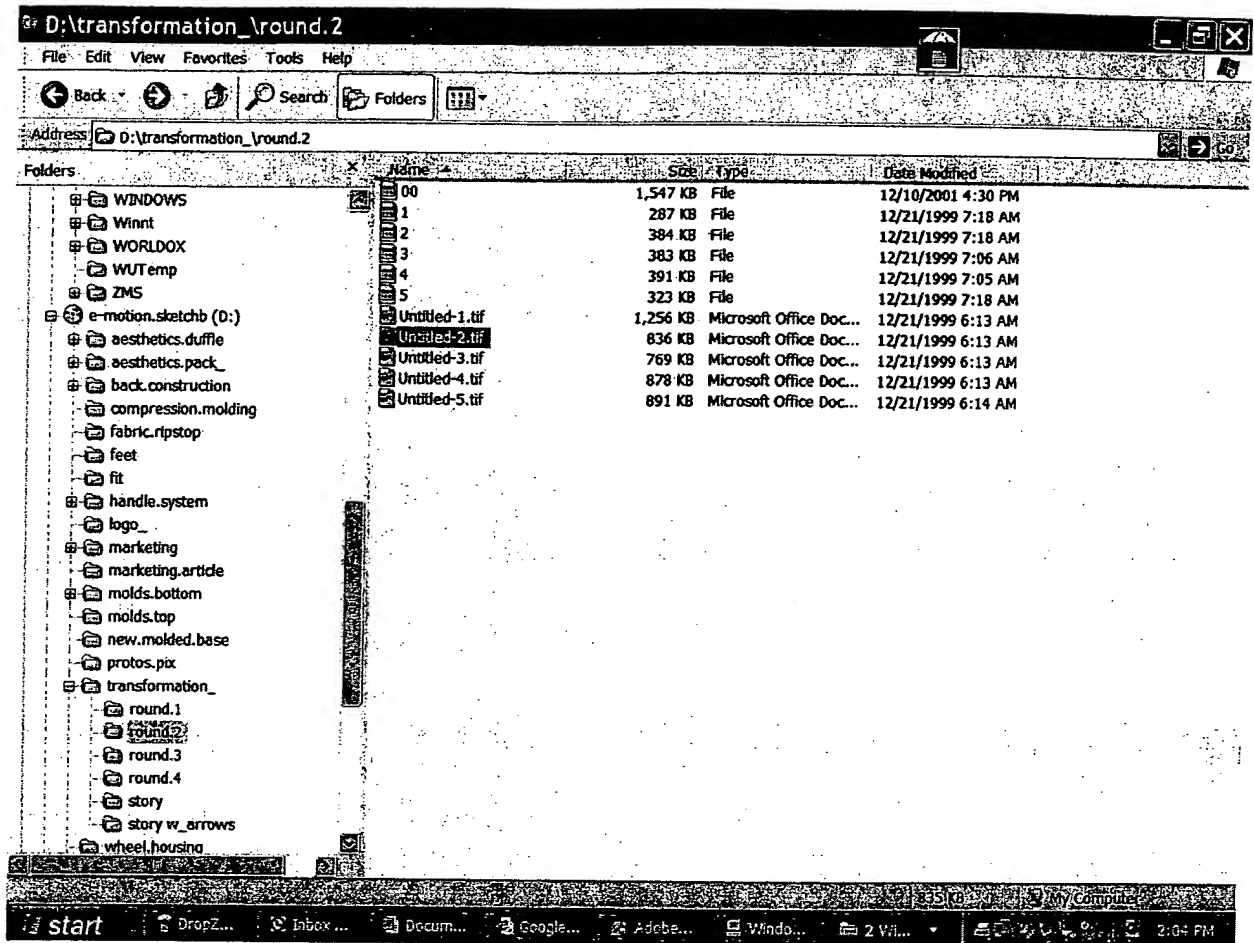 D:\transformation_\round.2
File Edit View Favorites Tools Help
Back Search Folders
Address D:\transformation_\round.2 Go
Folders
WINDOWS
Winnt
WORLDOX
WUTemp
ZMS
e-motion.sketchb (D:)
aesthetics.duffle
aesthetics.pack_
back.construction
compression.molding
fabric.ripstop
feet
fit
handle.system
logo_
marketing
marketing.article
molds.bottom
molds.top
new.molded.base
protos.pix
transformation_
round.1
round.2
round.3
round.4
story
story w_arrows
wheel.housing
Name Size Type Date Modified
00 1,547 KB File 12/10/2001 4:30 PM
1 287 KB File 12/21/1999 7:18 AM
2 384 KB File 12/21/1999 7:18 AM
3 383 KB File 12/21/1999 7:06 AM
4 391 KB File 12/21/1999 7:05 AM
5 323 KB File 12/21/1999 7:18 AM
Untitled-1.tif 1,256 KB Microsoft Office Doc... 12/21/1999 6:13 AM
Untitled-2.tif 836 KB Microsoft Office Doc... 12/21/1999 6:13 AM
Untitled-3.tif 769 KB Microsoft Office Doc... 12/21/1999 6:13 AM
Untitled-4.tif 878 KB Microsoft Office Doc... 12/21/1999 6:13 AM
Untitled-5.tif 891 KB Microsoft Office Doc... 12/21/1999 6:14 AM
835 KB My Computer
start DropZ... Inbox ... Docum... Google... Adobe... Windo... 2 Wi... 2:04 PM